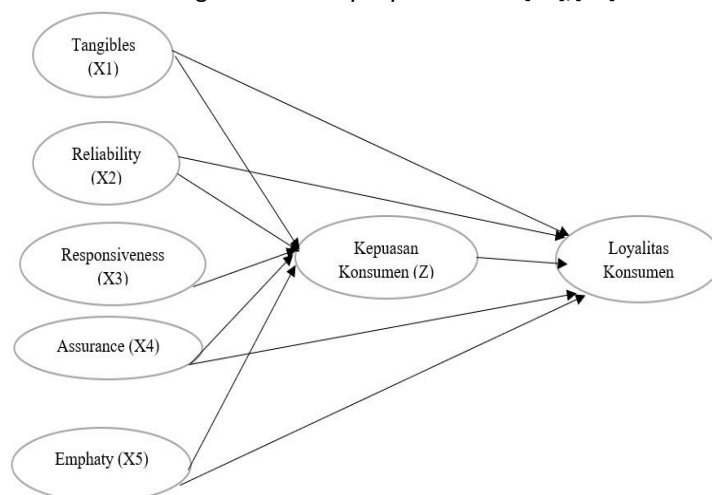 Tangibles
(X1)
Reliability
(X2)
Responsiveness
(X3)
Assurance (X4)
Emphaty (X5)
Kepuasan
Konsumen (Z)
Loyalitas
Konsumen